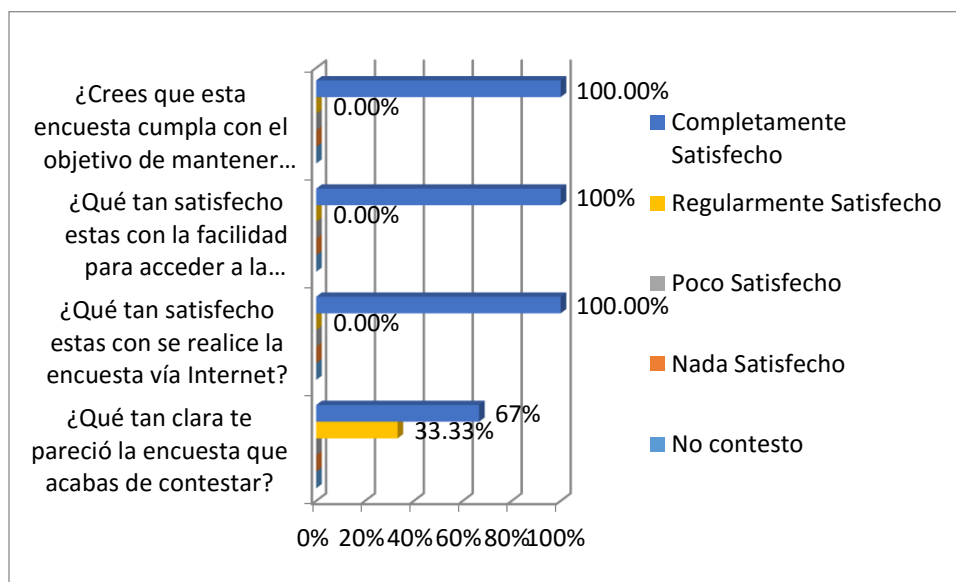 ¿Crees que esta
encuesta cumpla con el
objetivo de mantener...
100.00%
0.00%
¿Qué tan satisfecho
estas con la facilidad
para acceder a la...
100%
0.00%
¿Qué tan satisfecho
estas con se realice la
encuesta vía Internet?
100.00%
0.00%
¿Qué tan clara te
pareció la encuesta que
acabas de contestar?
67%
33.33%
0% 20% 40% 60% 80% 100%
Completamente
Satisfecho
Regularmente Satisfecho
Poco Satisfecho
Nada Satisfecho
No contesto